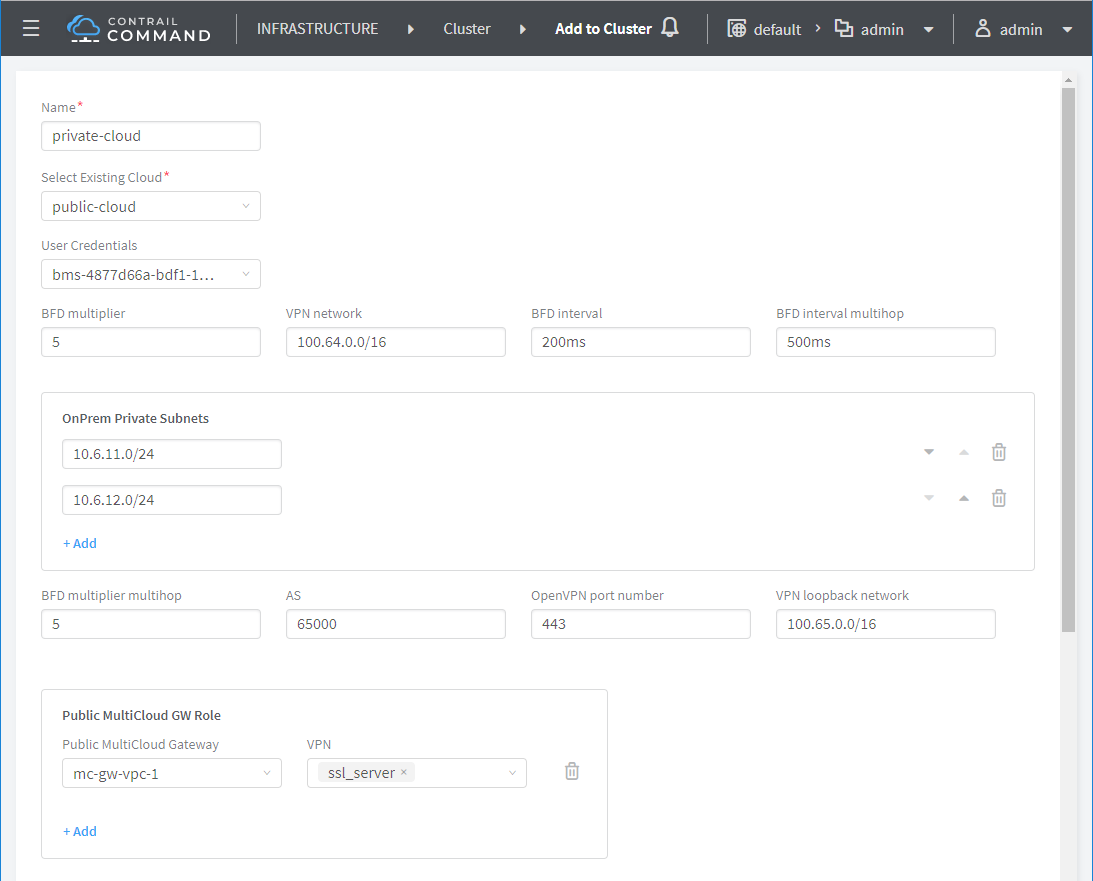 CONTRAIL
COMMAND
INFRASTRUCTURE Cluster Add to Cluster default admin admin
Name*
private-cloud
Select Existing Cloud*
public-cloud
User Credentials
bms-4877d66a-bdf1-1...
BFD multiplier VPN network BFD interval BFD interval multihop
5 100.64.0.0/16 200ms 500ms
OnPrem Private Subnets
10.6.11.0/24
10.6.12.0/24
+ Add
BFD multiplier multihop AS OpenVPN port number VPN loopback network
5 65000 443 100.65.0.0/16
Public MultiCloud GW Role
Public MultiCloud Gateway VPN
mc-gw-vpc-1 ssl_server ×
+ Add